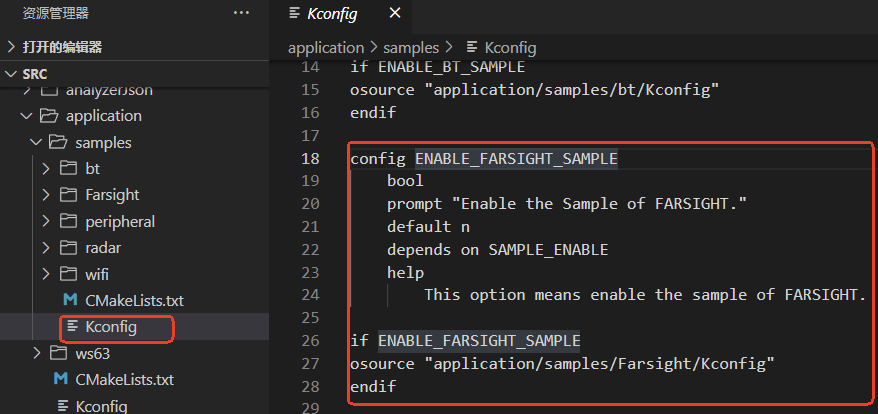 资源管理器
···
打开的编辑器
SRC
analyzerJson
application
samples
bt
Farsight
peripheral
radar
wifi
CMakeLists.txt
Kconfig
ws63
CMakeLists.txt
Kconfig
Kconfig
application > samples > Kconfig
14 if ENABLE_BT_SAMPLE
15 osource "application/samples/bt/Kconfig"
16 endif
17
18 config ENABLE_FARSIGHT_SAMPLE
19 bool
20 prompt "Enable the Sample of FARSIGHT."
21 default n
22 depends on SAMPLE_ENABLE
23 help
24 This option means enable the sample of FARSIGHT.
25
26 if ENABLE_FARSIGHT_SAMPLE
27 osource "application/samples/Farsight/Kconfig"
28 endif
29